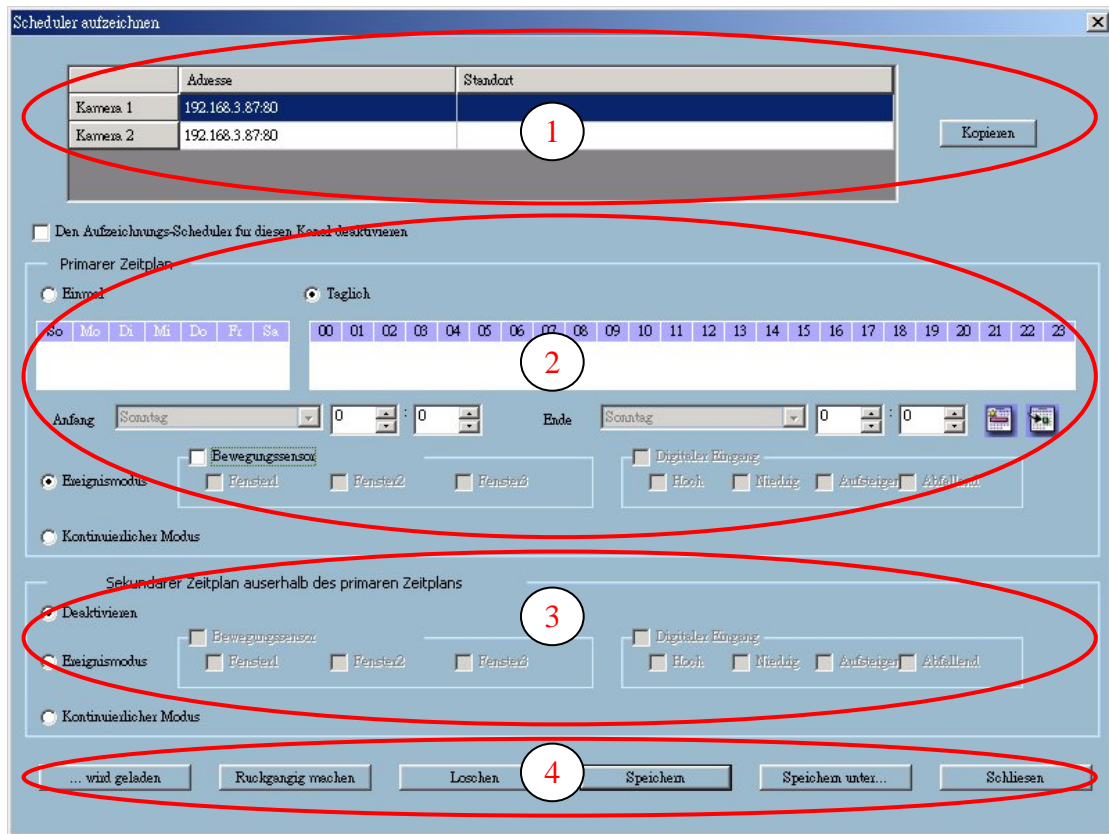 Scheduler aufzeichnen
Adresse Standort
Kamera 1 192.168.3.87:80
Kamera 2 192.168.3.87:80
1
Kopieren
Den Aufzeichnungs-Scheduler fur diesen Kanal deaktivieren
Primarer Zeitplan
Einmal Taglich
So Mo Di Mi Do Fr Sa 00 01 02 03 04 05 06 07 08 09 10 11 12 13 14 15 16 17 18 19 20 21 22 23
2
Anfang Sonntag 0 : 0 Ende Sonntag 0 : 0
Bewegungssensor Digitaler Eingang
Ereignismodus Fenster1 Fenster2 Fenster3 Hoch Niedrig Aufsteigen Abfallend
Kontinuierlicher Modus
Sekundarer Zeitplan auserhalb des primaren Zeitplans
Deaktivieren
3
Bewegungssensor Digitaler Eingang
Ereignismodus Fenster1 Fenster2 Fenster3 Hoch Niedrig Aufsteigen Abfallend
Kontinuierlicher Modus
... wird geladen Ruckgangig machen Loschen 4 Speichern Speichern unter... Schliesen